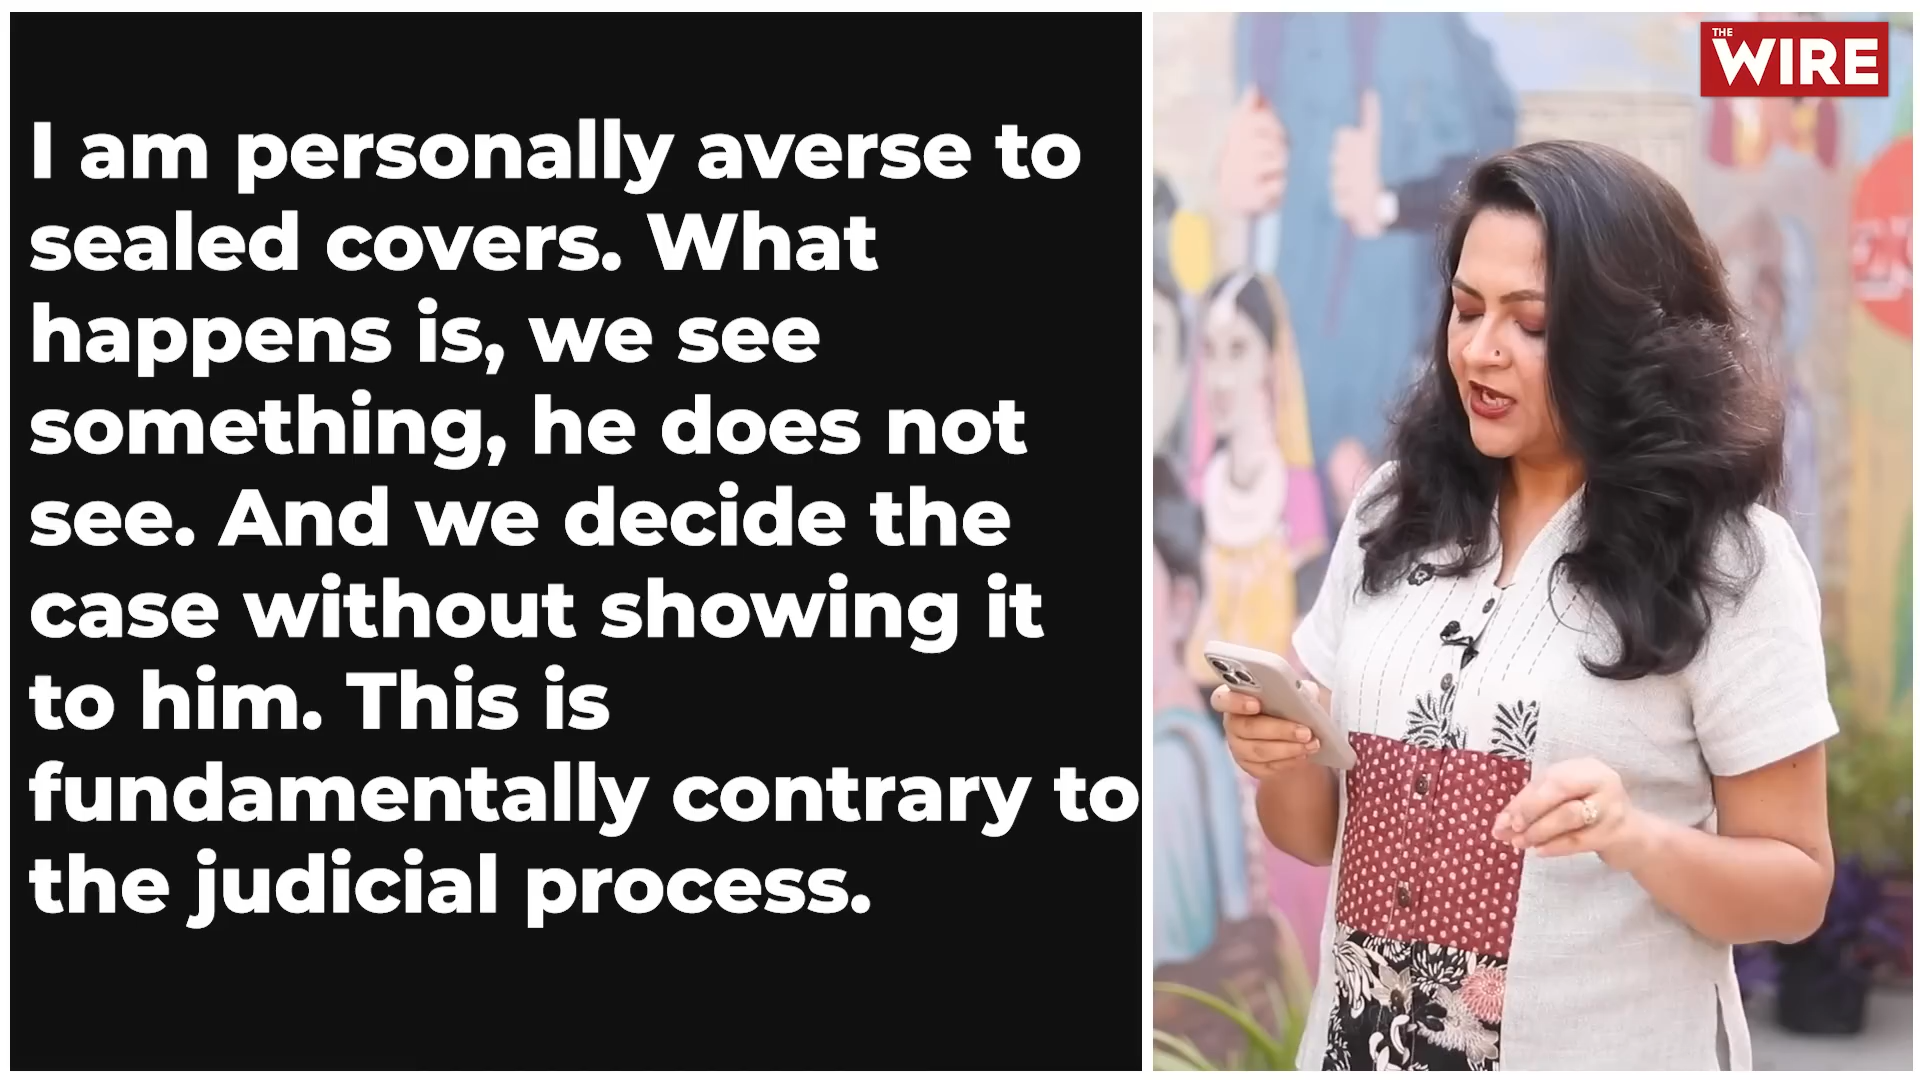 I am personally averse to
sealed covers. What
happens is, we see
something, he does not
see. And we decide the
case without showing it
to him. This is
fundamentally contrary to
the judicial process.
THE
WIRE